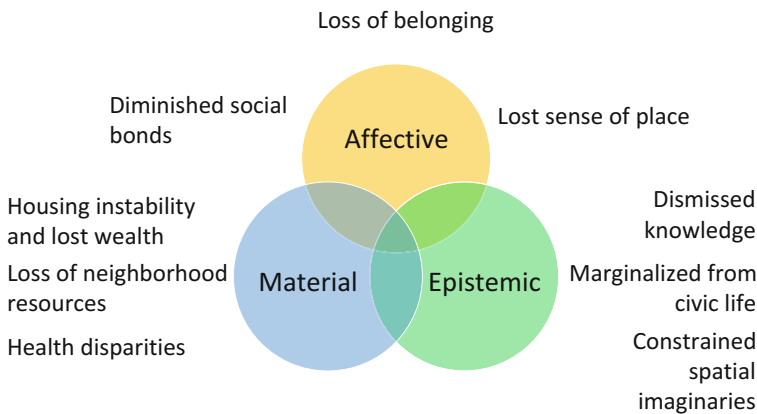 Loss of belonging
Diminished social
bonds
Lost sense of place
Affective
Housing instability
and lost wealth
Loss of neighborhood
resources
Health disparities
Material
Epistemic
Dismissed
knowledge
Marginalized from
civic life
Constrained
spatial
imaginaries